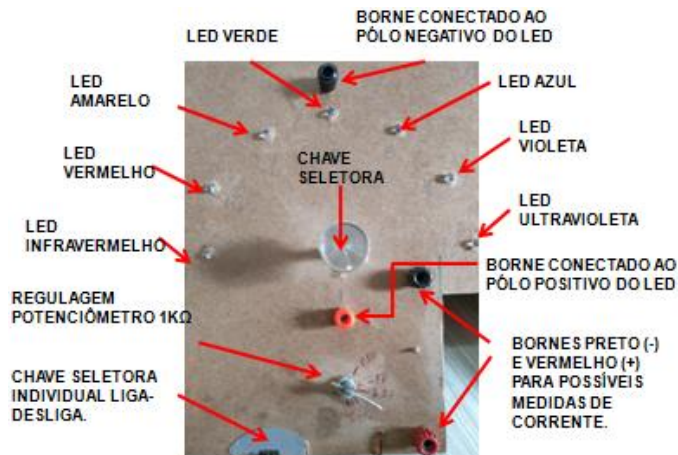 BORNE CONECTADO AO
PÓLO NEGATIVO DO LED
LED VERDE
LED
AMARELO
LED AZUL
LED
VERMELHO
CHAVE
SELETORA
LED
VIOLETA
LED
INFRAVERMELHO
LED
ULTRAVIOLETA
BORNE CONECTADO AO
PÓLO POSITIVO DO LED
REGULAGEM
POTENCIÔMETRO 1KΩ
BORNES PRETO (-)
E VERMELHO (+)
PARA POSSÍVEIS
MEDIDAS DE
CORRENTE.
CHAVE SELETORA
INDIVIDUAL LIGA-
DESLIGA.